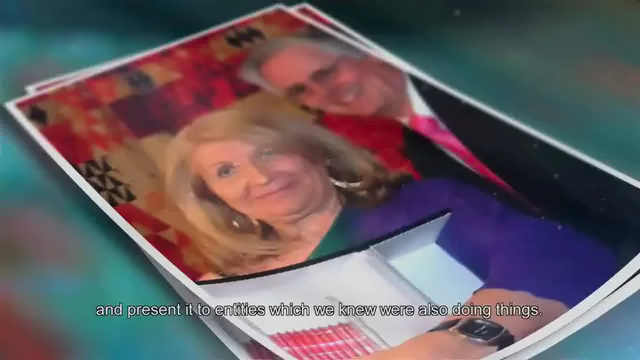 and present it to entities which we knew were also doing things.